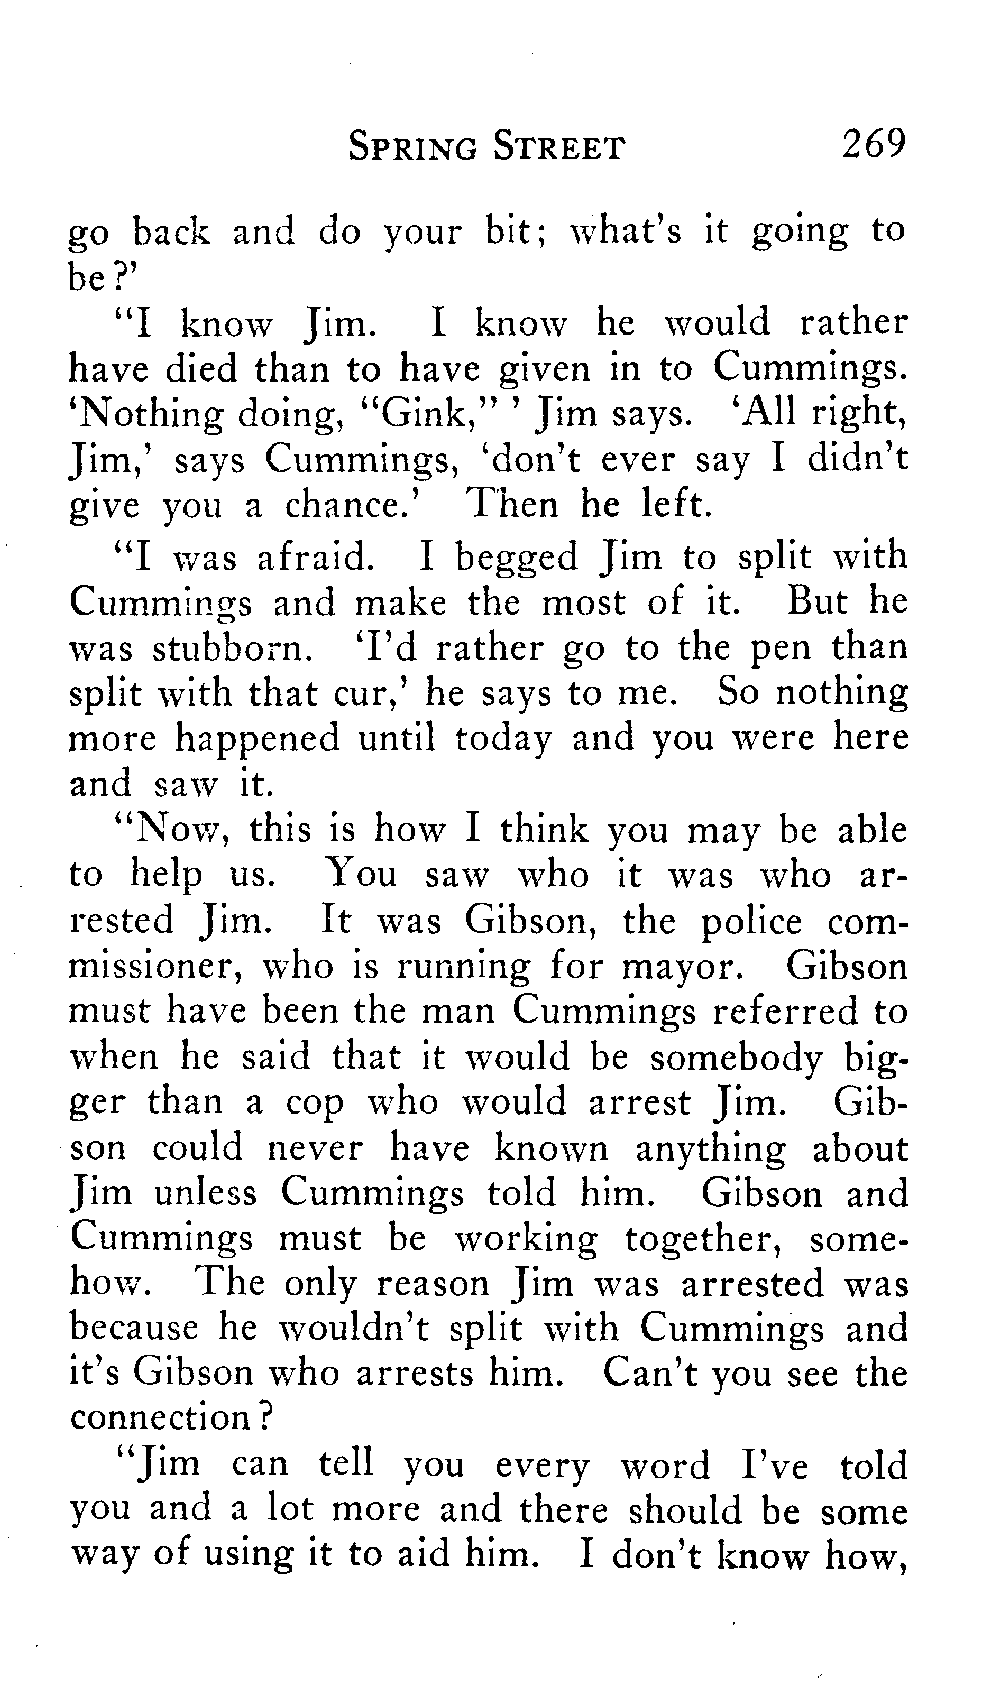 SPRING STREET 269
go back and do your bit; what's it going to
be?'
"I know Jim. I know he would rather
have died than to have given in to Cummings.
'Nothing doing, "Gink," ' Jim says. 'All right,
Jim,' says Cummings, 'don't ever say I didn't
give you a chance.' Then he left.
"I was afraid. I begged Jim to split with
Cummings and make the most of it. But he
was stubborn. 'I'd rather go to the pen than
split with that cur,' he says to me. So nothing
more happened until today and you were here
and saw it.
"Now, this is how I think you may be able
to help us. You saw who it was who ar-
rested Jim. It was Gibson, the police com-
missioner, who is running for mayor. Gibson
must have been the man Cummings referred to
when he said that it would be somebody big-
ger than a cop who would arrest Jim. Gib-
son could never have known anything about
Jim unless Cummings told him. Gibson and
Cummings must be working together, some-
how. The only reason Jim was arrested was
because he wouldn't split with Cummings and
it's Gibson who arrests him. Can't you see the
connection?
"Jim can tell you every word I've told
you and a lot more and there should be some
way of using it to aid him. I don't know how,